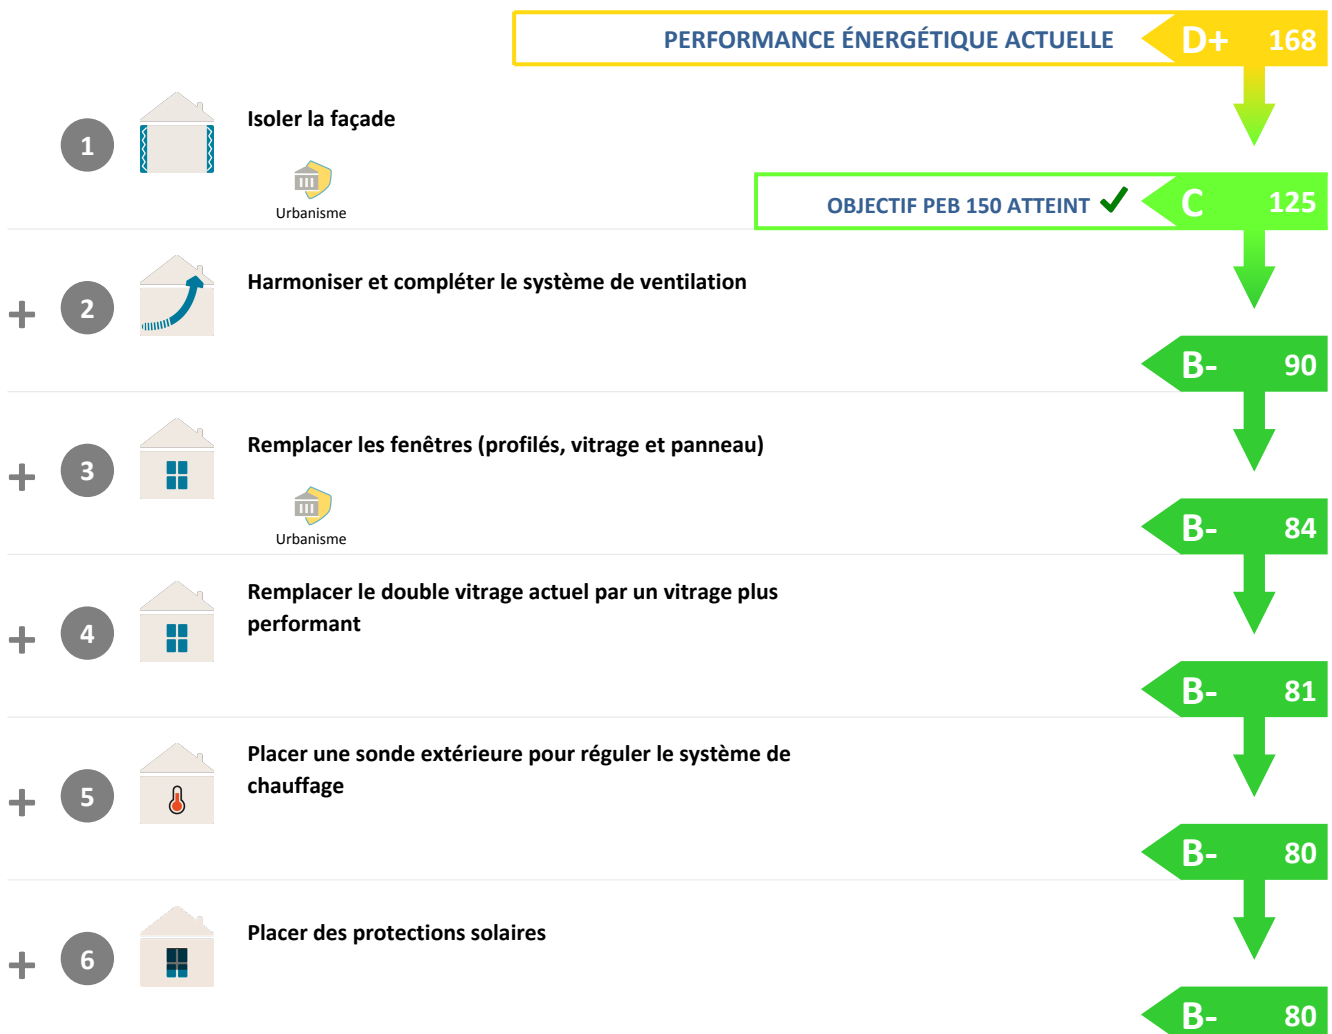 PERFORMANCE ÉNERGÉTIQUE ACTUELLE D+ 168
1 Isoler la façade
Urbanisme
OBJECTIF PEB 150 ATTEINT ✔ C 125
+ 2 Harmoniser et compléter le système de ventilation
B- 90
+ 3 Remplacer les fenêtres (profilés, vitrage et panneau)
Urbanisme
B- 84
Remplacer le double vitrage actuel par un vitrage plus
+ 4 performant
B- 81
Placer une sonde extérieure pour réguler le système de
+ 5 chauffage
B- 80
+ 6 Placer des protections solaires
B- 80